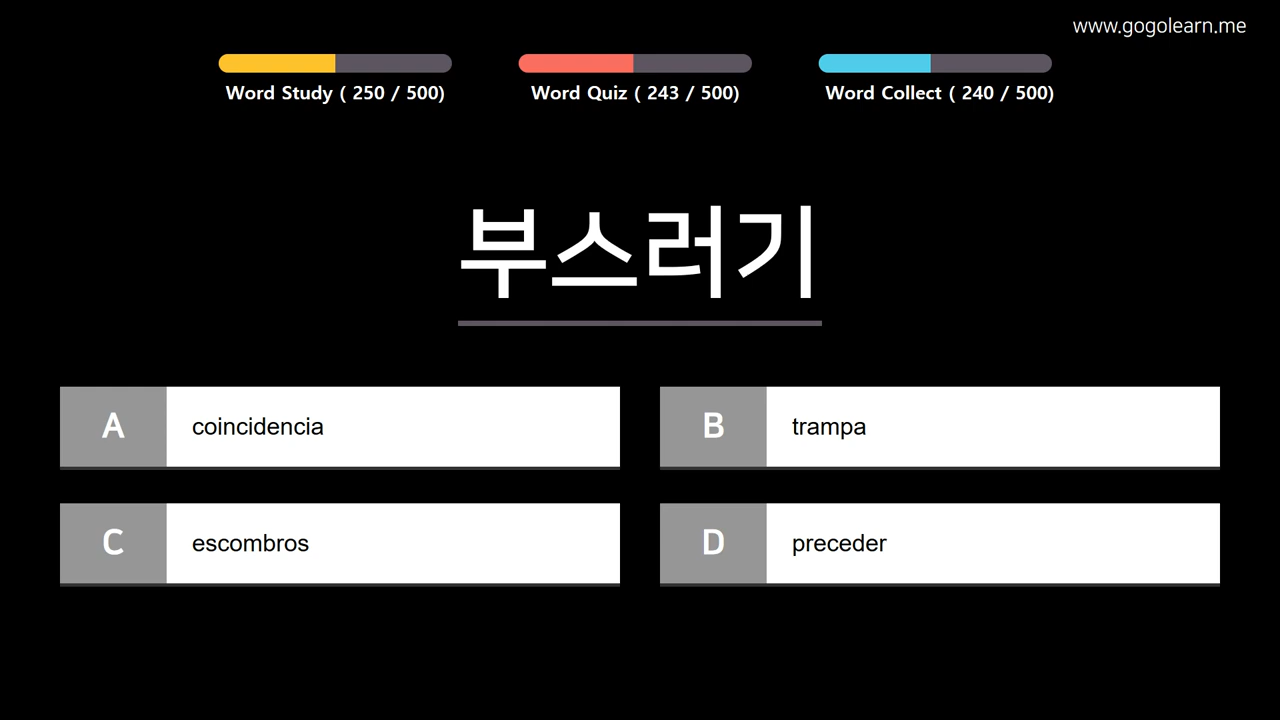 www.gogolearn.me
Word Study ( 250 / 500)
Word Quiz ( 243 / 500)
Word Collect ( 240 / 500)
부스러기
A coincidencia
B trampa
C escombros
D preceder